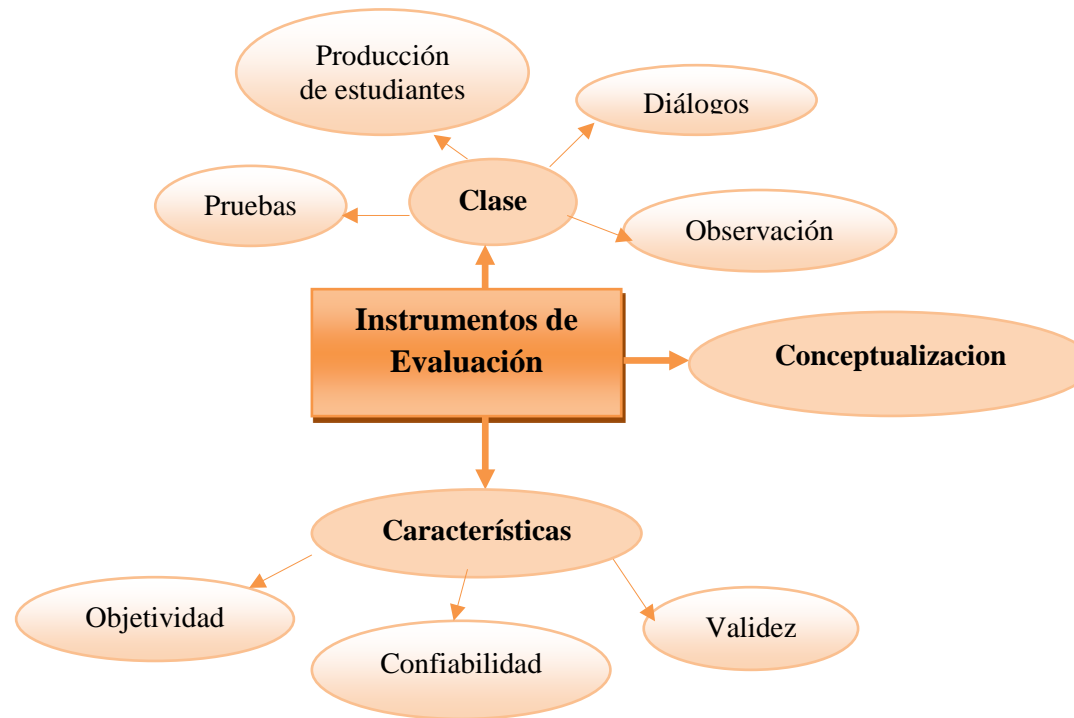 Producción
de estudiantes
Diálogos
Clase
Pruebas
Observación
Instrumentos de
Evaluación
Conceptualizacion
Características
Objetividad
Validez
Confiabilidad